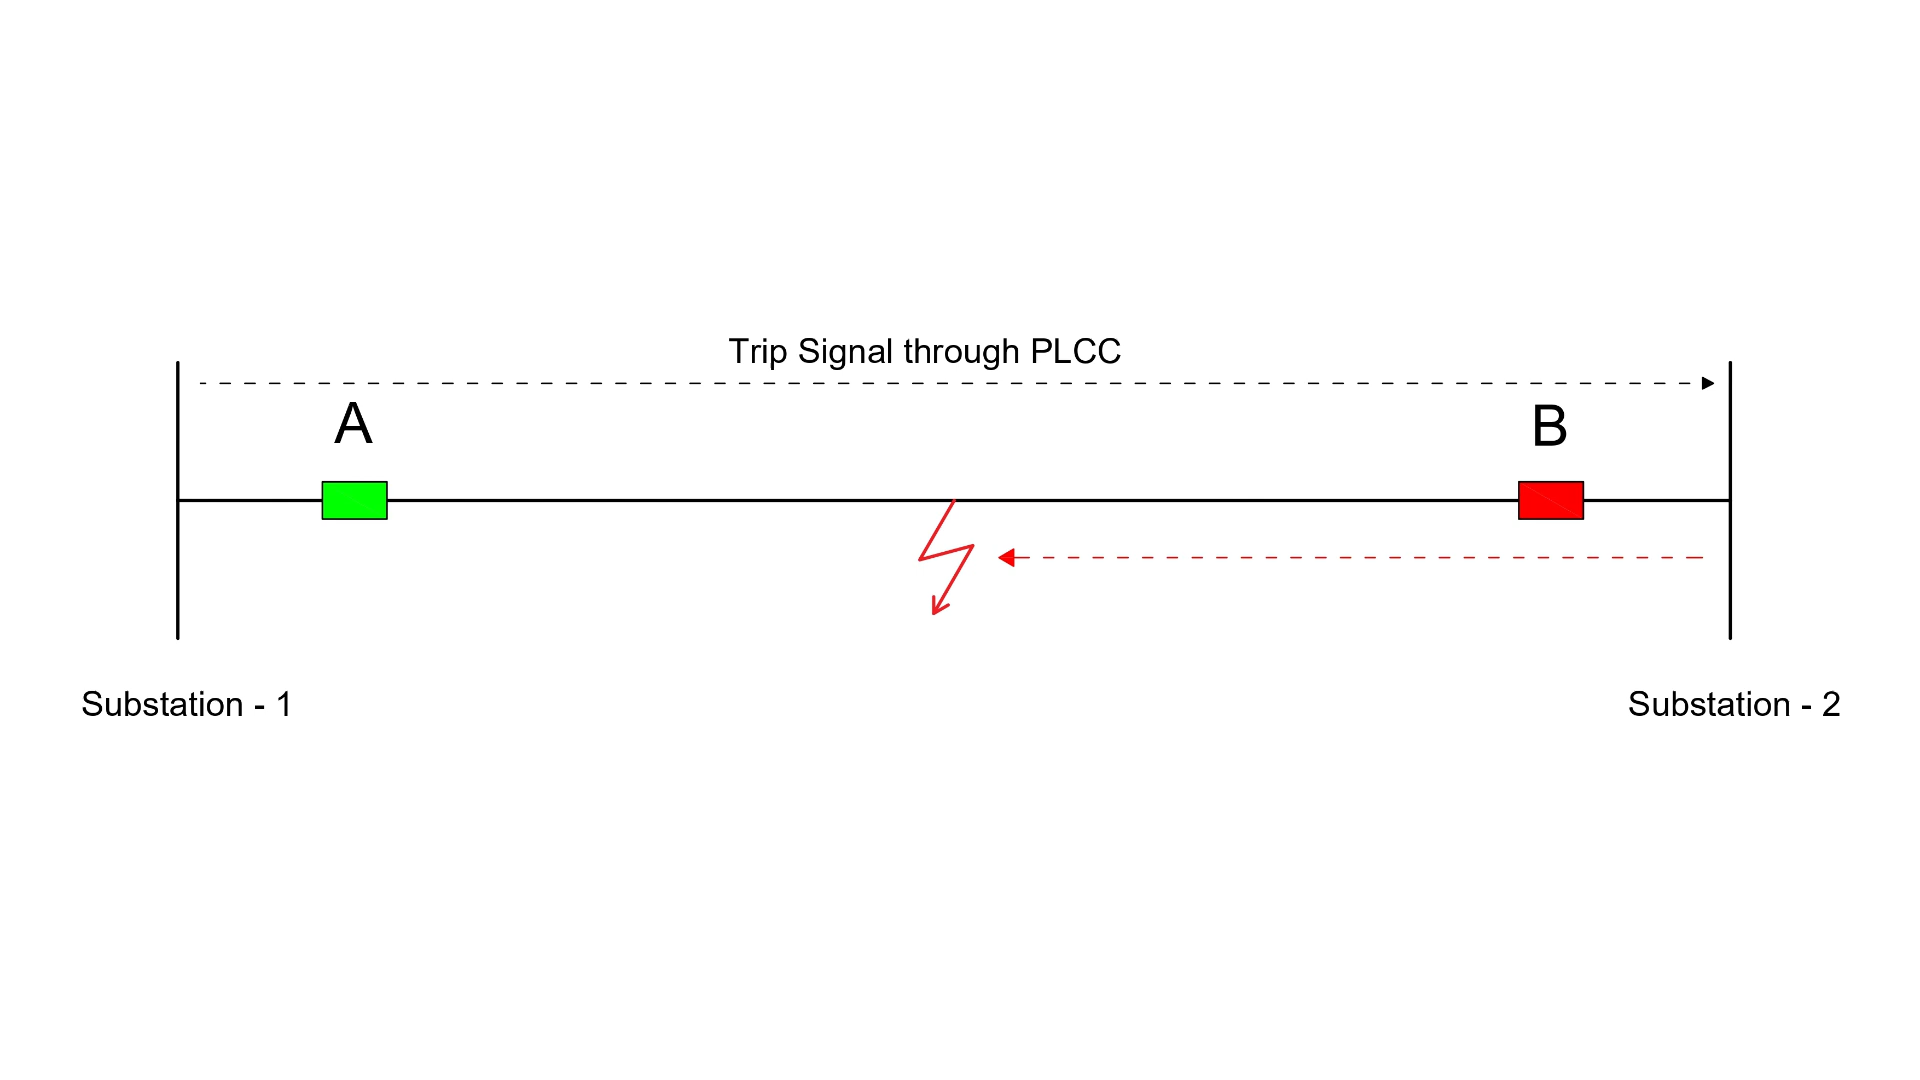 Trip Signal through PLCC
A
B
Substation - 1
Substation - 2